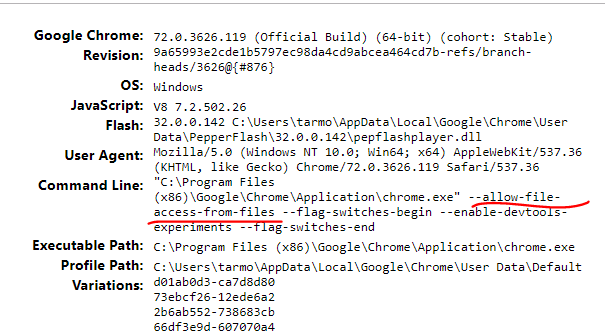 Google Chrome: 72.0.3626.119 (Official Build) (64-bit) (cohort: Stable)
Revision: 9a65993e2cde1b5797ec98da4cd9abcea464cd7b-refs/branch-
heads/3626@{#876}
OS: Windows
JavaScript: V8 7.2.502.26
Flash: 32.0.0.142 C:\Users\tarmo\AppData\Local\Google\Chrome\User
Data\PepperFlash\32.0.0.142\pepflashplayer.dll
User Agent: Mozilla/5.0 (Windows NT 10.0; Win64; x64) AppleWebKit/537.36
(KHTML, like Gecko) Chrome/72.0.3626.119 Safari/537.36
Command Line: "C:\Program Files
(x86)\Google\Chrome\Application\chrome.exe" --allow-file-
access-from-files --flag-switches-begin --enable-devtools-
experiments --flag-switches-end
Executable Path: C:\Program Files (x86)\Google\Chrome\Application\chrome.exe
Profile Path: C:\Users\tarmo\AppData\Local\Google\Chrome\User Data\Default
Variations: d01ab0d3-ca7d8d80
73ebcf26-12ede6a2
2b6ab552-738683cb
66df3e9d-607070a4